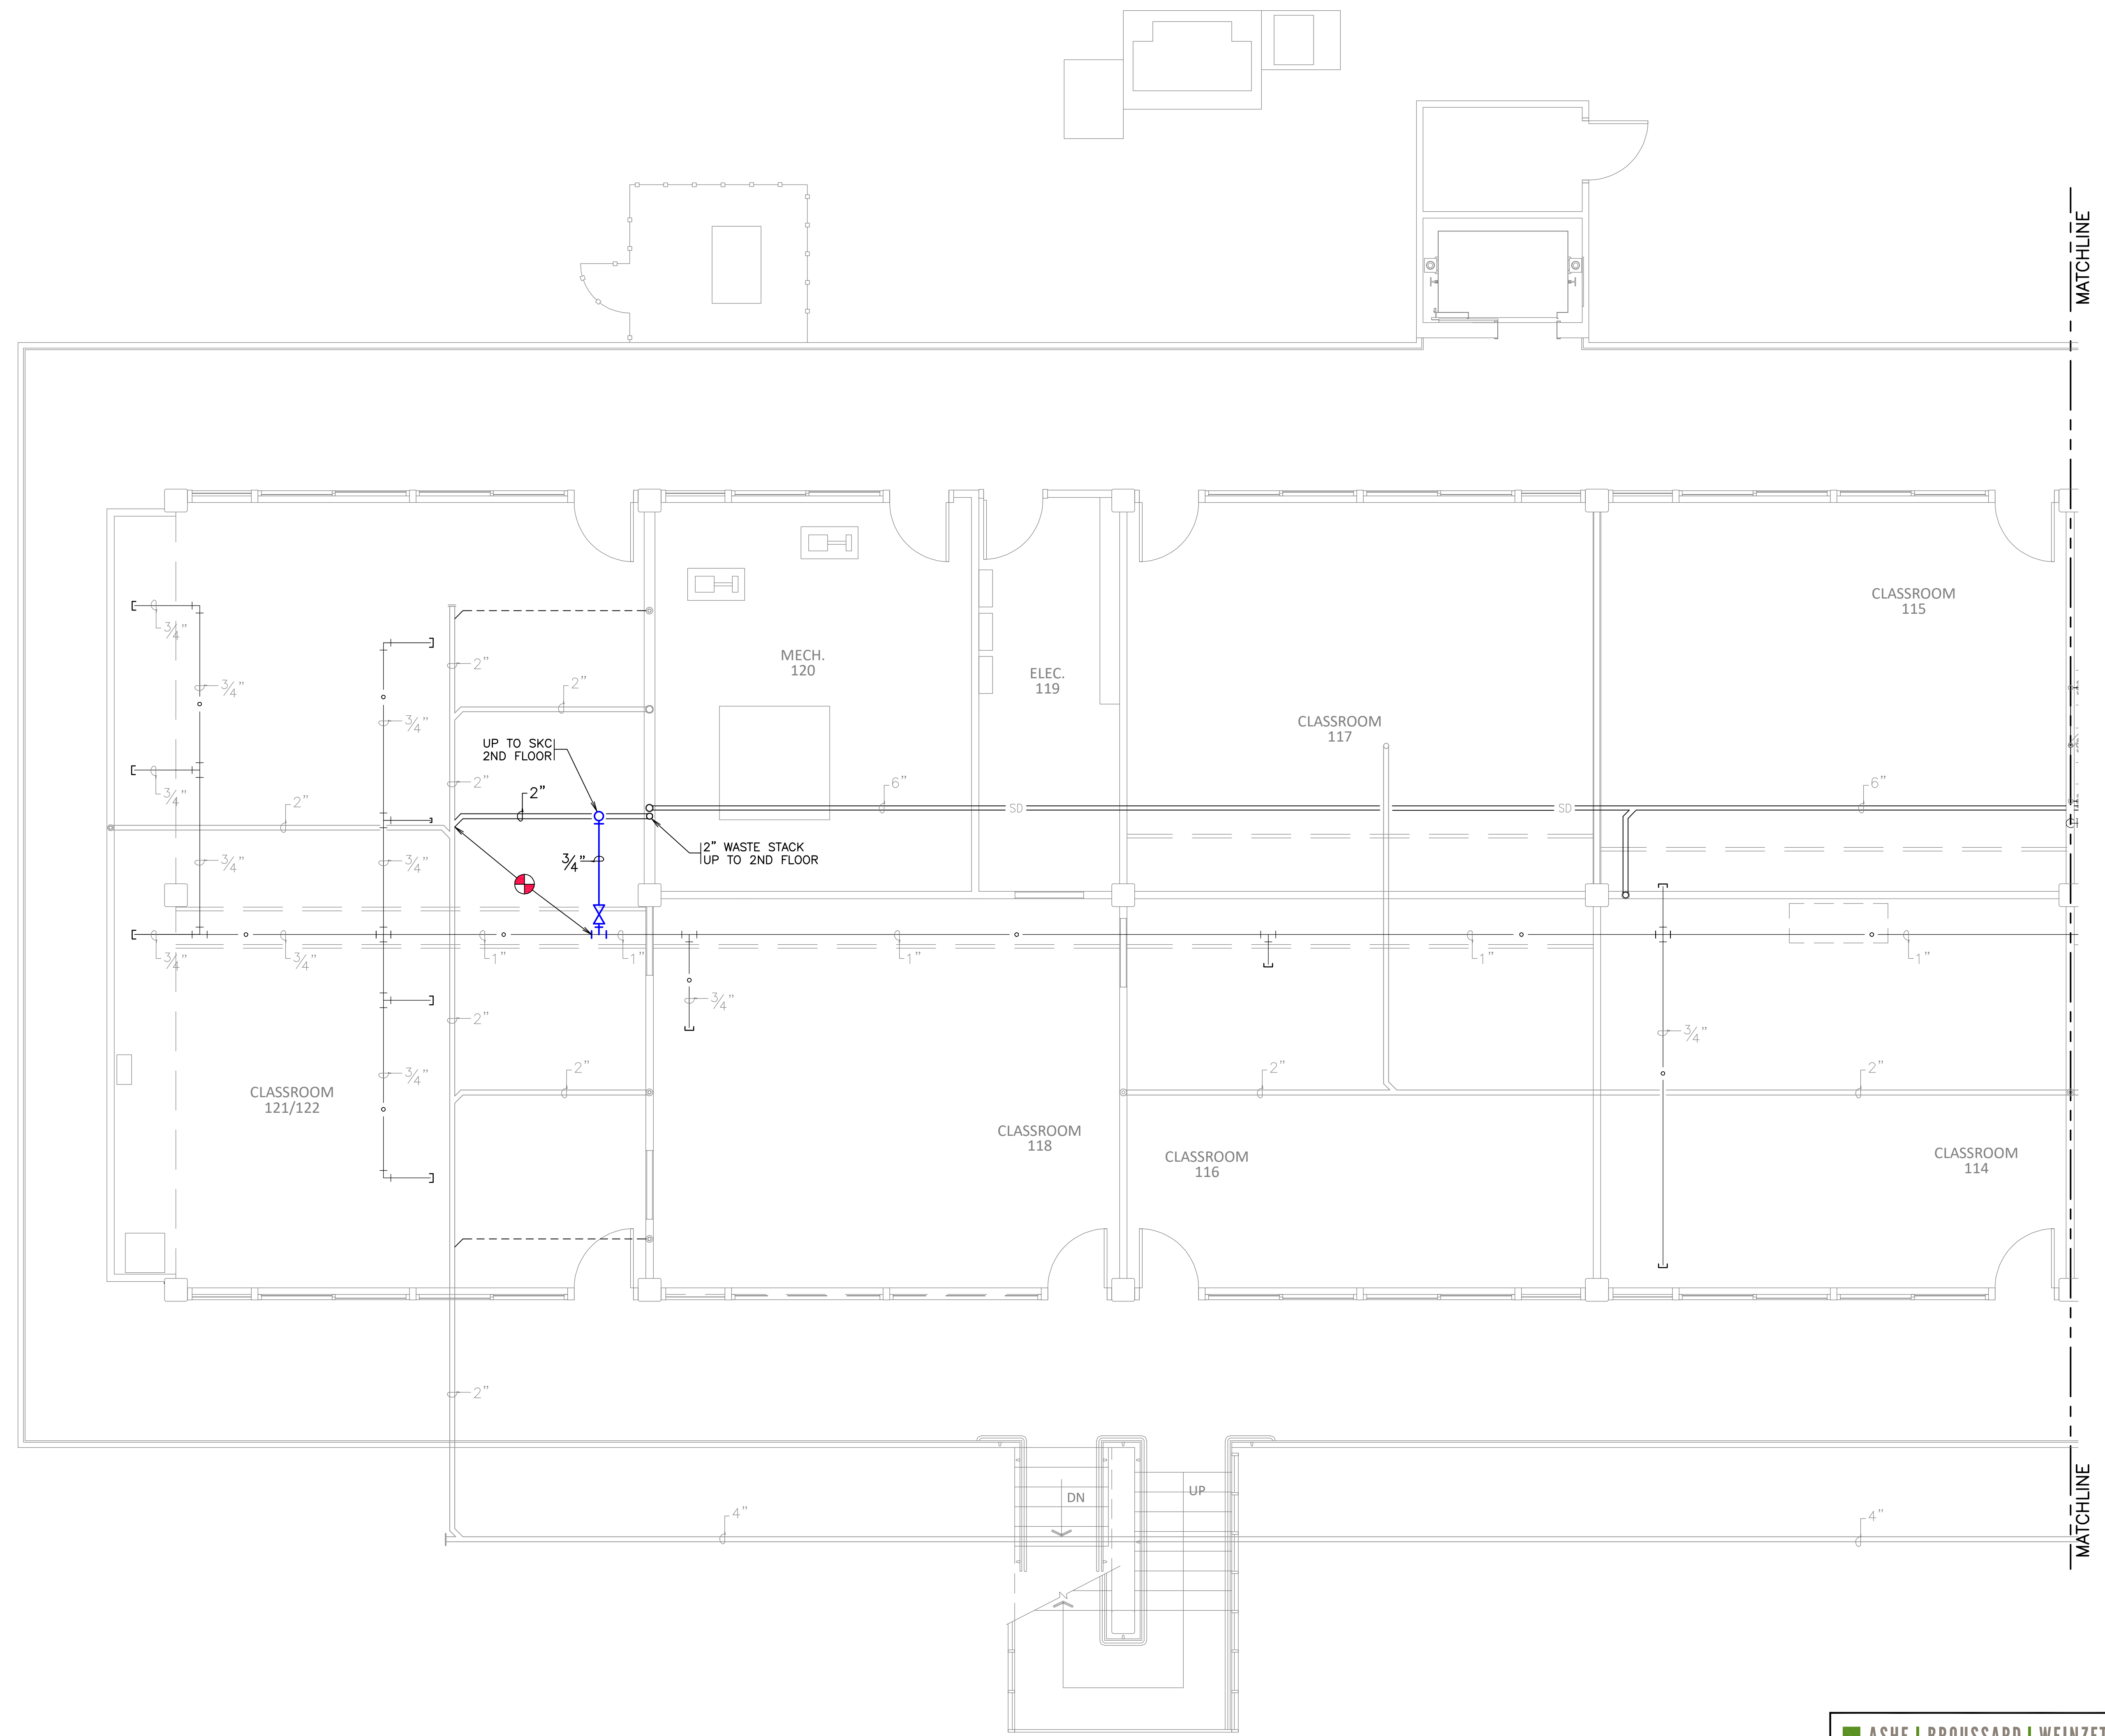 MATCHLINE
CLASSROOM
115
3/4"
MECH.
120
2"
3/4"
2"
ELEC.
119
3/4"
CLASSROOM
117
UP TO SKC
2ND FLOOR
3/4"
2"
2"
6"
6"
2"
SD
SD
3/4"
3/4"
3/4"
2" WASTE STACK
UP TO 2ND FLOOR
3/4"
3/4"
1"
1"
1"
1"
1"
3/4"
2"
3/4"
3/4"
2"
2"
2"
CLASSROOM
121/122
CLASSROOM
118
CLASSROOM
116
CLASSROOM
114
2"
MATCHLINE
DN
UP
4"
4"
ASHE | BROUSSARD | WEINZET